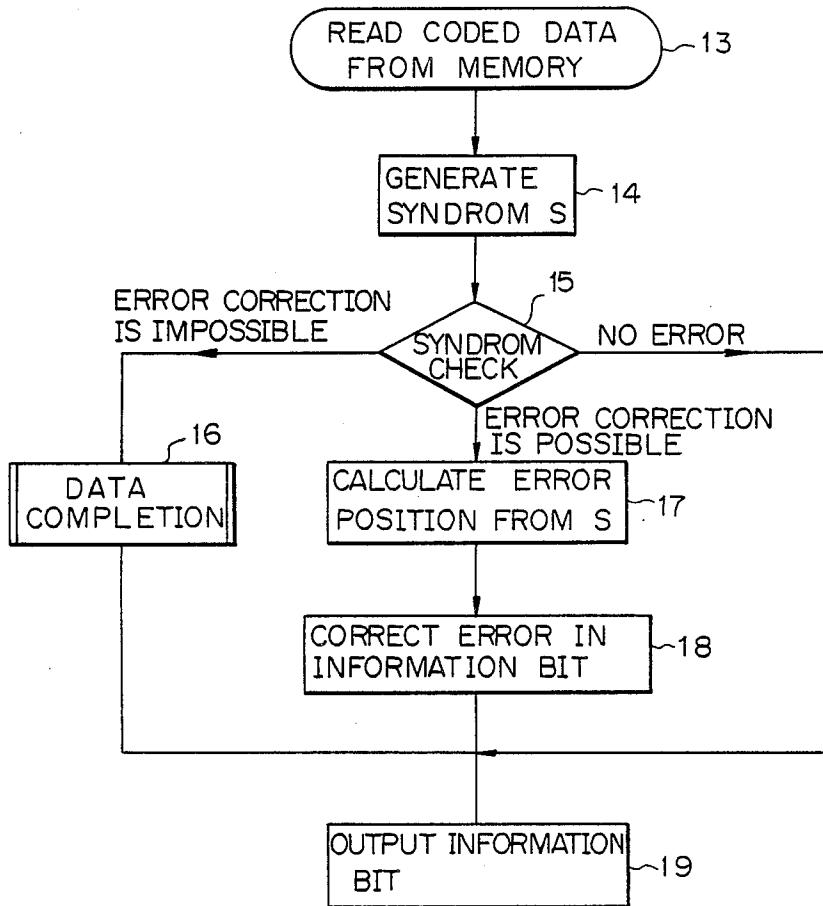 READ CODED DATA
FROM MEMORY
13
GENERATE
SYNDROM S
14
15
ERROR CORRECTION
IS IMPOSSIBLE
SYNDROM
CHECK
NO ERROR
ERROR CORRECTION
IS POSSIBLE
16
DATA
COMPLETION
CALCULATE ERROR
POSITION FROM S
17
CORRECT ERROR IN
INFORMATION BIT
18
OUTPUT INFORMATION
BIT
19